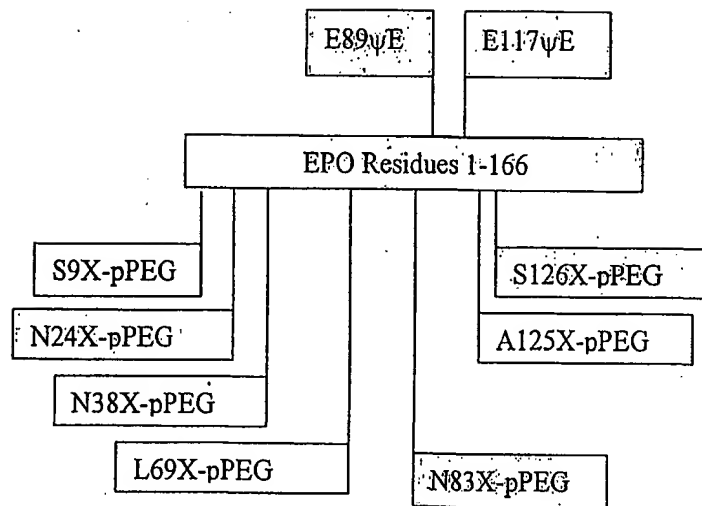 E89ψE
E117ψE
EPO Residues 1-166
S9X-pPEG
S126X-pPEG
N24X-pPEG
A125X-pPEG
N38X-pPEG
L69X-pPEG
N83X-pPEG